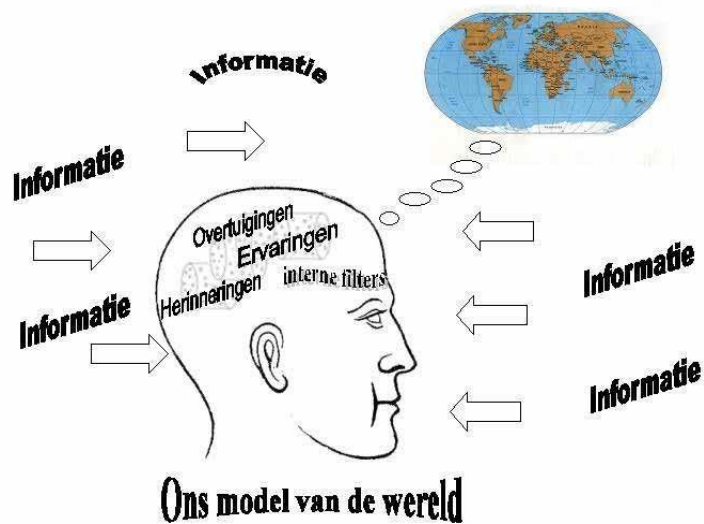 Informatie
Informatie
Overtuigingen
Ervaringen
interne filters
Herinneringen
Informatie
Informatie
Informatie
Ons model van de wereld